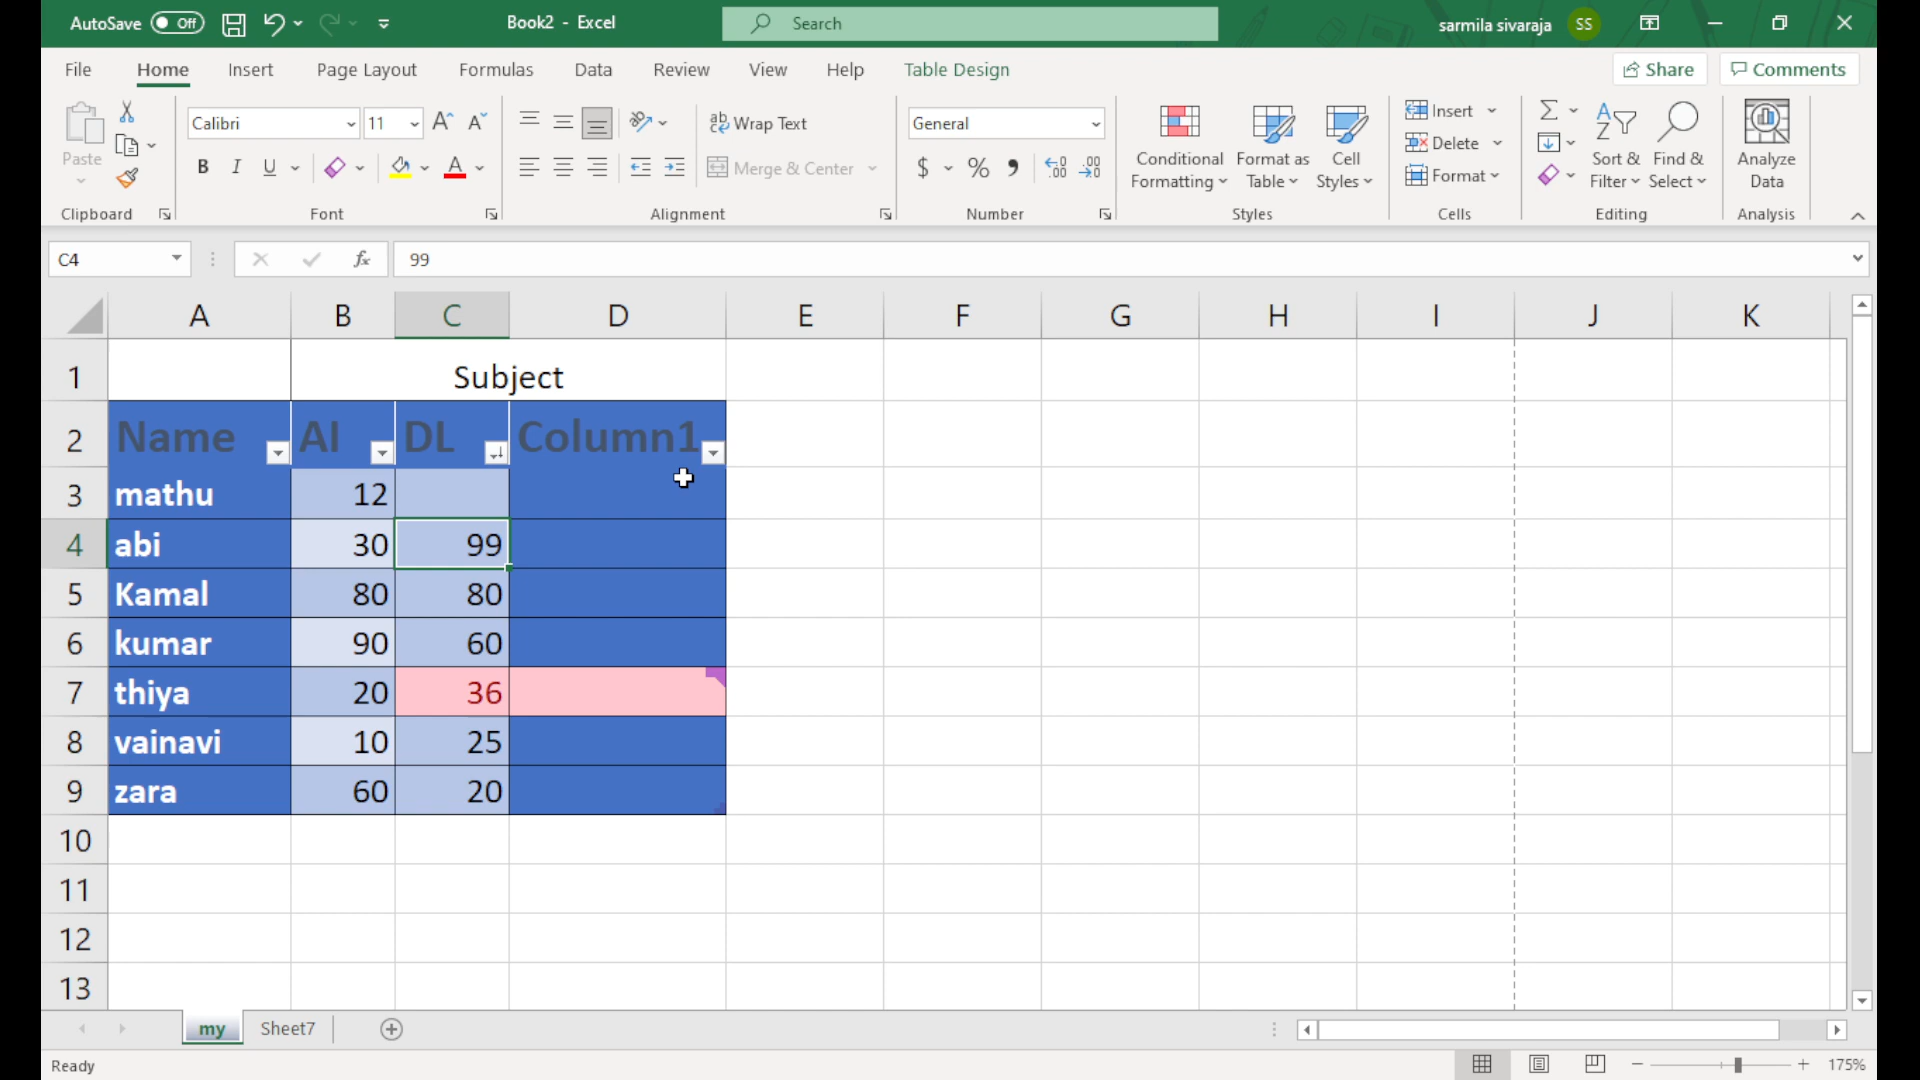 AutoSave Off Book2 - Excel Search sarmila sivaraja SS
File Home Insert Page Layout Formulas Data Review View Help Table Design Share Comments
Paste Calibri 11 Wrap Text General Conditional Formatting Format as Table Cell Styles Insert Sort & Filter Find & Select Analyze Data
B I U A Merge & Center $ % Delete
Format
Clipboard Font Alignment Number Styles Cells Editing Analysis
C4 fx 99
A B C D E F G H I J K
1 Subject
2 Name AI DL Column1
3 mathu 12
4 abi 30 99
5 Kamal 80 80
6 kumar 90 60
7 thiya 20 36
8 vainavi 10 25
9 zara 60 20
10
11
12
13
my Sheet7
Ready 175%